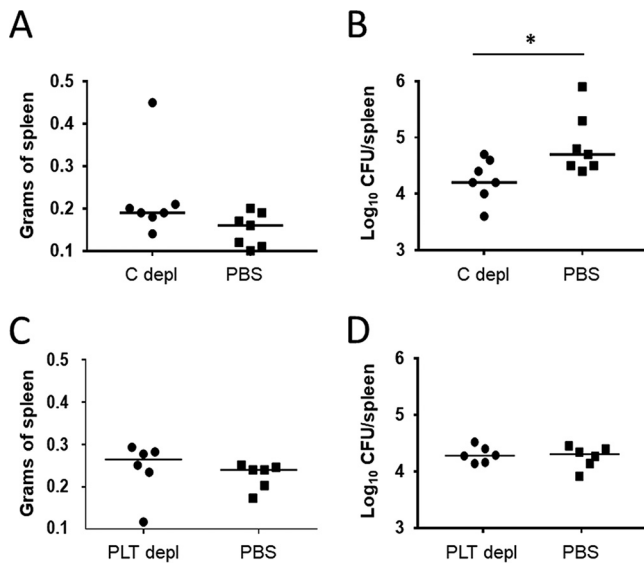 A
Grams of spleen
0.5
0.4
0.3
0.2
0.1
C depl PBS
B
*
Log₁₀ CFU/spleen
6
5
4
3
C depl PBS
C
Grams of spleen
0.5
0.4
0.3
0.2
0.1
PLT depl PBS
D
Log₁₀ CFU/spleen
6
5
4
3
PLT depl PBS